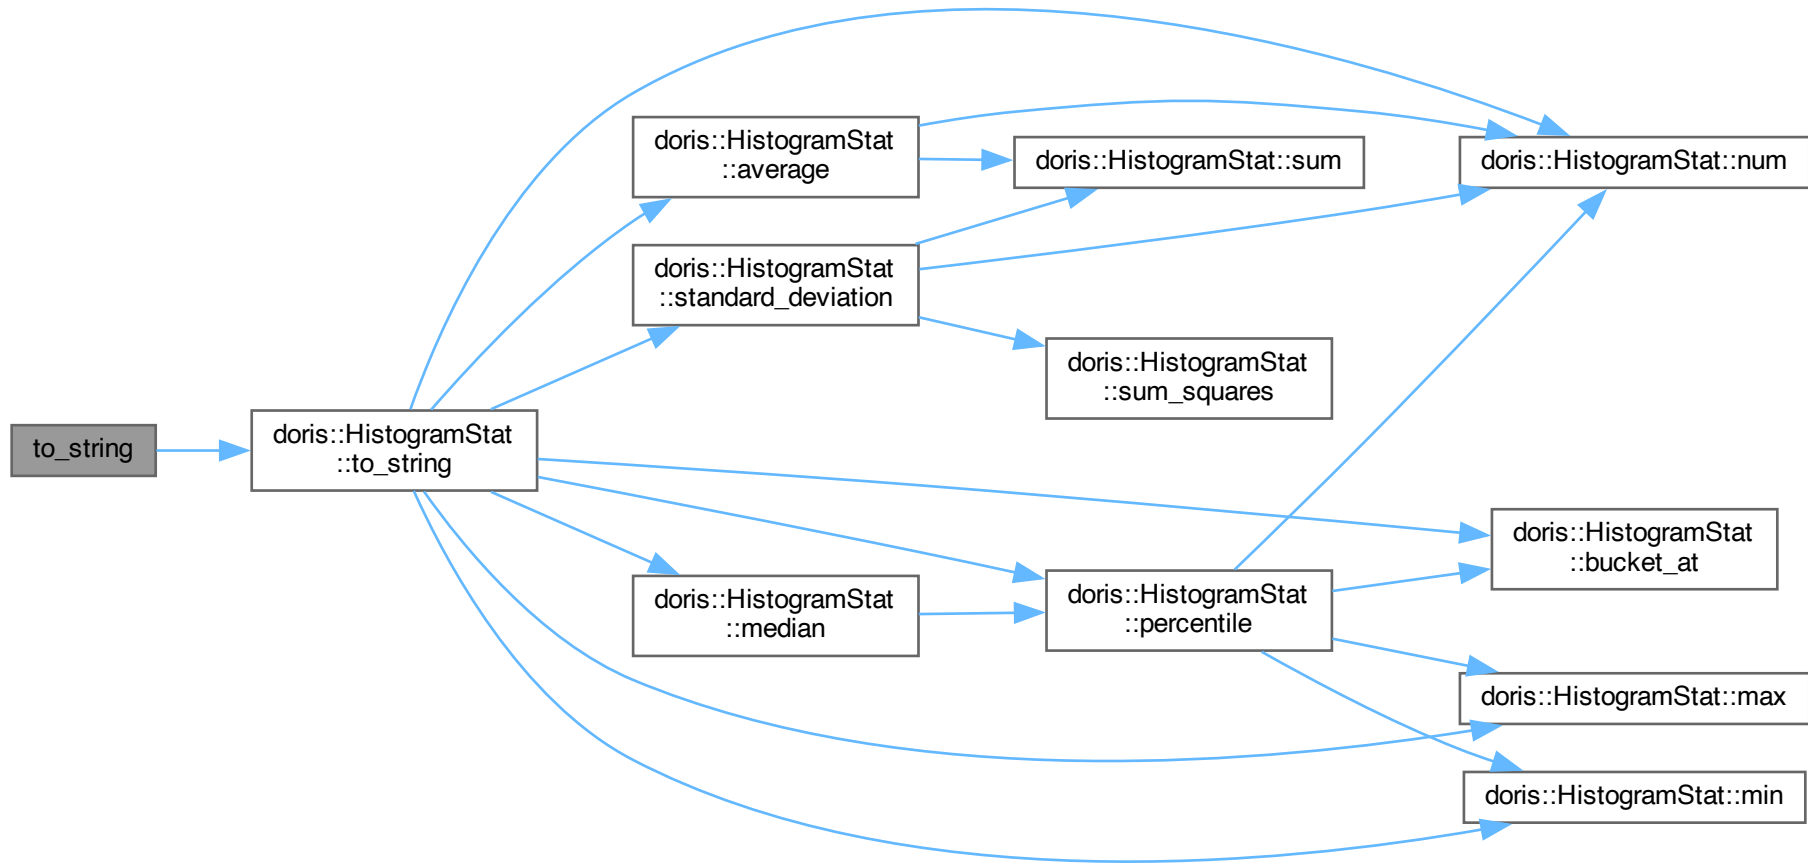 to_string
doris::HistogramStat
::to_string
doris::HistogramStat
::average
doris::HistogramStat
::standard_deviation
doris::HistogramStat
::median
doris::HistogramStat::sum
doris::HistogramStat
::sum_squares
doris::HistogramStat
::percentile
doris::HistogramStat::num
doris::HistogramStat
::bucket_at
doris::HistogramStat::max
doris::HistogramStat::min